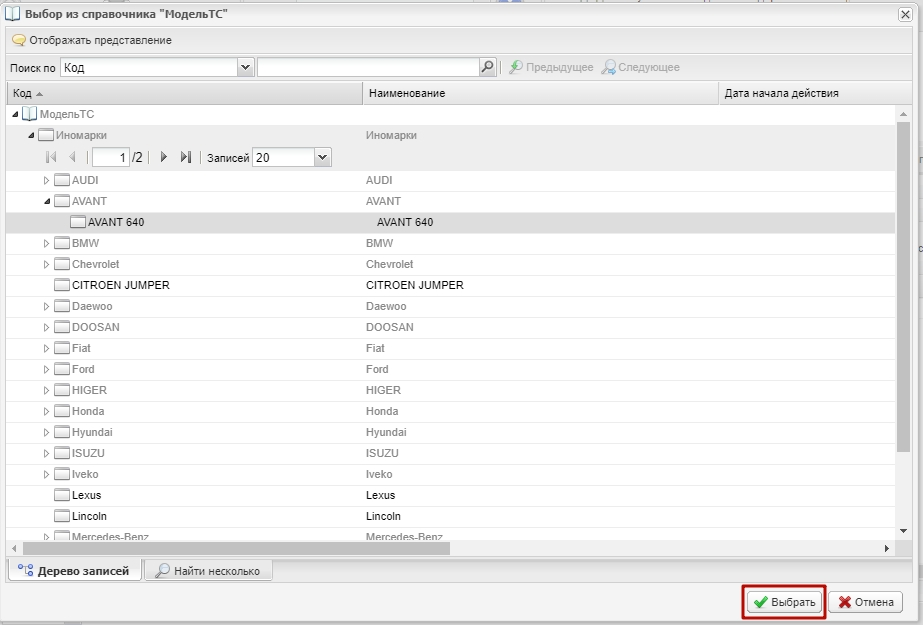 Выбор из справочника "МодельТС"
Отображать представление
Поиск по Код Предыдущее Следующее
Код Наименование Дата начала действия
МодельТС
Иномарки Иномарки
1 /2 Записей 20
AUDI AUDI
AVANT AVANT
AVANT 640 AVANT 640
BMW BMW
Chevrolet Chevrolet
CITROEN JUMPER CITROEN JUMPER
Daewoo Daewoo
DOOSAN DOOSAN
Fiat Fiat
Ford Ford
HIGER HIGER
Honda Honda
Hyundai Hyundai
ISUZU ISUZU
Iveko Iveko
Lexus Lexus
Lincoln Lincoln
Mercedes-Benz Mercedes-Benz
Дерево записей Найти несколько
Выбрать Отмена